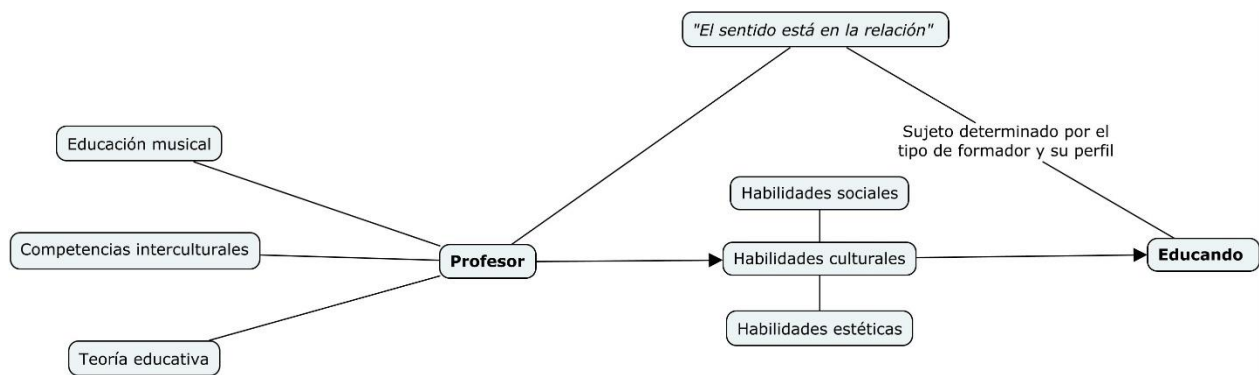 "El sentido está en la relación"
Educación musical
Sujeto determinado por el
tipo de formador y su perfil
Habilidades sociales
Competencias interculturales
Profesor
Habilidades culturales
Educando
Habilidades estéticas
Teoría educativa